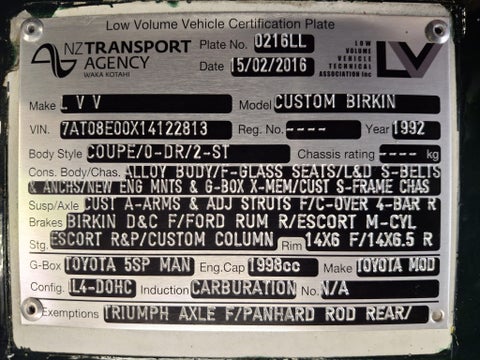 Low Volume Vehicle Certification Plate
NZ TRANSPORT AGENCY
WAKA KOTAHI
Plate No. 0216LL
Date 15/02/2016
LOW VOLUME VEHICLE TECHNICAL ASSOCIATION Inc
LV
Make L V V Model CUSTOM BIRKIN
VIN. 7AT08E00X14122813 Reg. No. ---- Year 1992
Body Style COUPE/0-DR/2-ST Chassis rating ---- kg
Cons. Body/Chas. ALLOY BODY/F-GLASS SEATS/L&D S-BELTS
& ANCHS/NEW ENG MNTS & G-BOX X-MEM/CUST S-FRAME CHAS
Susp/Axle CUST A-ARMS & ADJ STRUTS F/C-OVER 4-BAR R
Brakes BIRKIN D&C F/FORD RUM R/ESCORT M-CYL
Stg. ESCORT R&P/CUSTOM COLUMN Rim 14X6 F/14X6.5 R
G-Box TOYOTA 5SP MAN Eng.Cap 1998cc Make TOYOTA MOD
Config. IL4-DOHC Induction CARBURATION No. N/A
Exemptions TRIUMPH AXLE F/PANHARD ROD REAR/